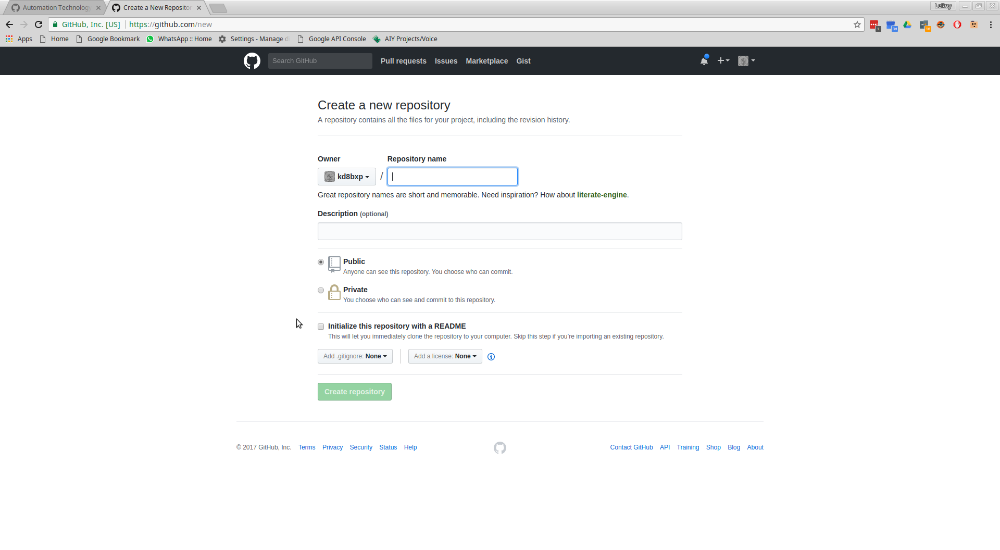 Automation Technology
Create a New Repositor
LeRoy
GitHub, Inc. [US]
https://github.com/new
1
3d
16
Apps
Home
Google Bookmark
WhatsApp :: Home
Settings - Manage d
Google API Console
AIY Projects/Voice
Search GitHub
Pull requests
Issues
Marketplace
Gist
Create a new repository
A repository contains all the files for your project, including the revision history.
Owner
Repository name
kd8bxp
/
Great repository names are short and memorable. Need inspiration? How about literate-engine.
Description (optional)
Public
Anyone can see this repository. You choose who can commit.
Private
You choose who can see and commit to this repository.
Initialize this repository with a README
This will let you immediately clone the repository to your computer. Skip this step if you’re importing an existing repository.
Add .gitignore: None
Add a license: None
Create repository
© 2017 GitHub, Inc.
Terms
Privacy
Security
Status
Help
Contact GitHub
API
Training
Shop
Blog
About